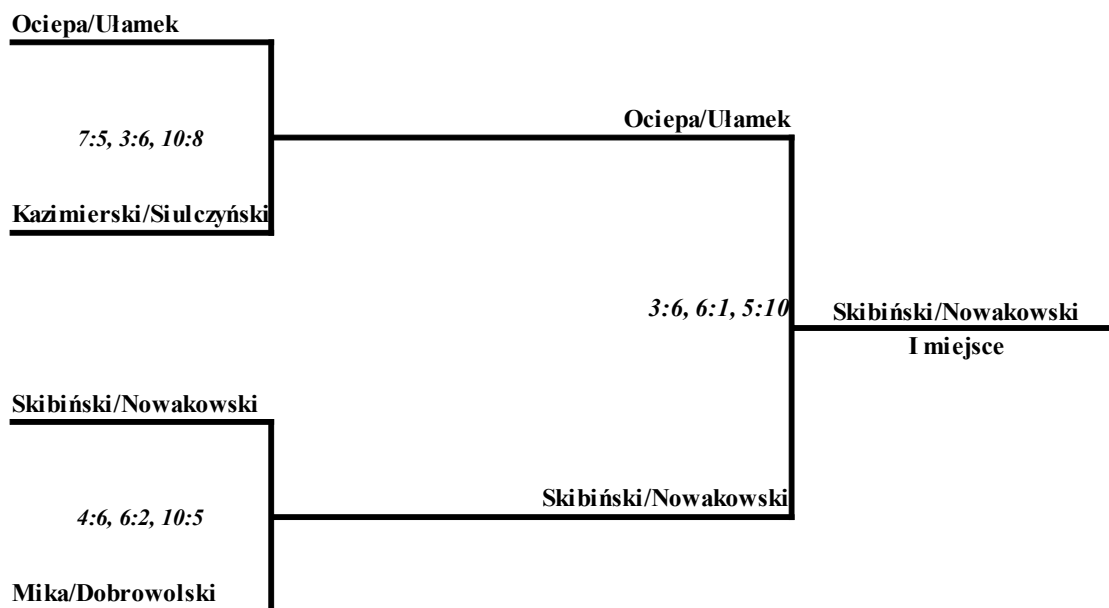 Ociepa/Ułamek
Ociepa/Ułamek
7:5, 3:6, 10:8
Kazimierski/Siulczyński
3:6, 6:1, 5:10
Skibiński/Nowakowski
I miejsce
Skibiński/Nowakowski
Skibiński/Nowakowski
4:6, 6:2, 10:5
Mika/Dobrowolski